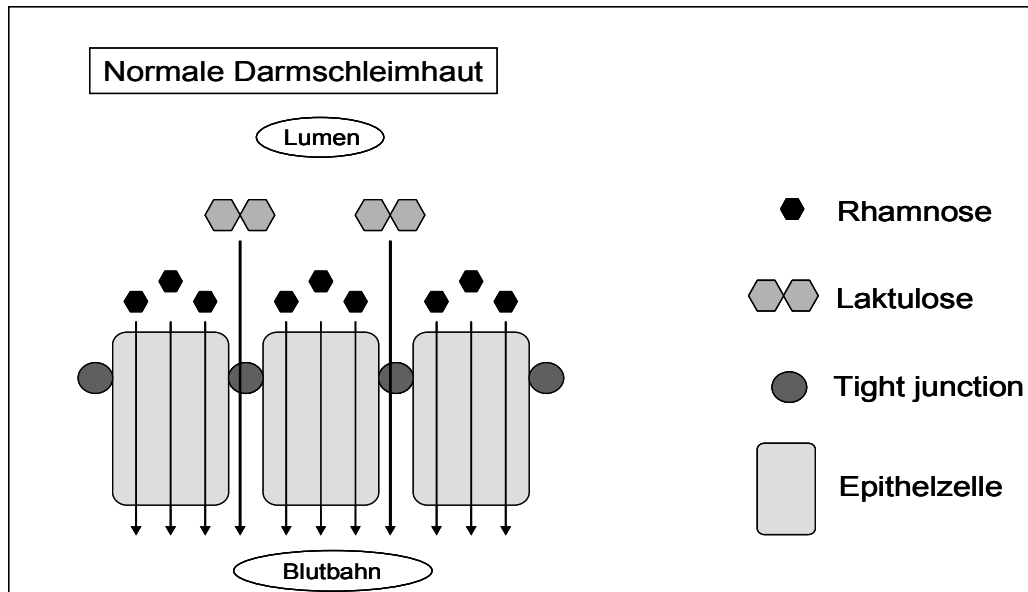 Normale Darmschleimhaut
Lumen
Rhamnose
Laktulose
Tight junction
Epithelzelle
Blutbahn